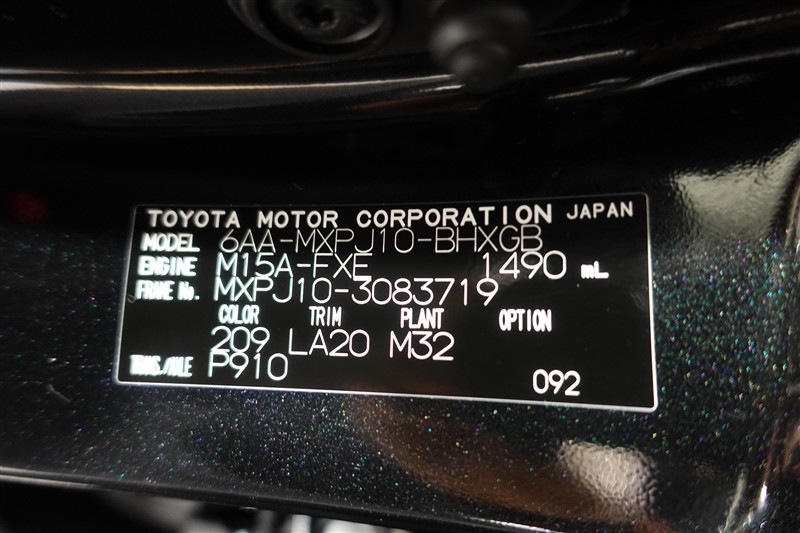 TOYOTA MOTOR CORPORATION JAPAN
MODEL 6AA-MXPJ10-BHXGB
ENGINE M15A-FXE 1490 mL
FRAME No. MXPJ10-3083719
COLOR TRIM PLANT OPTION
209 LA20 M32
TRANS./AXLE P910
092